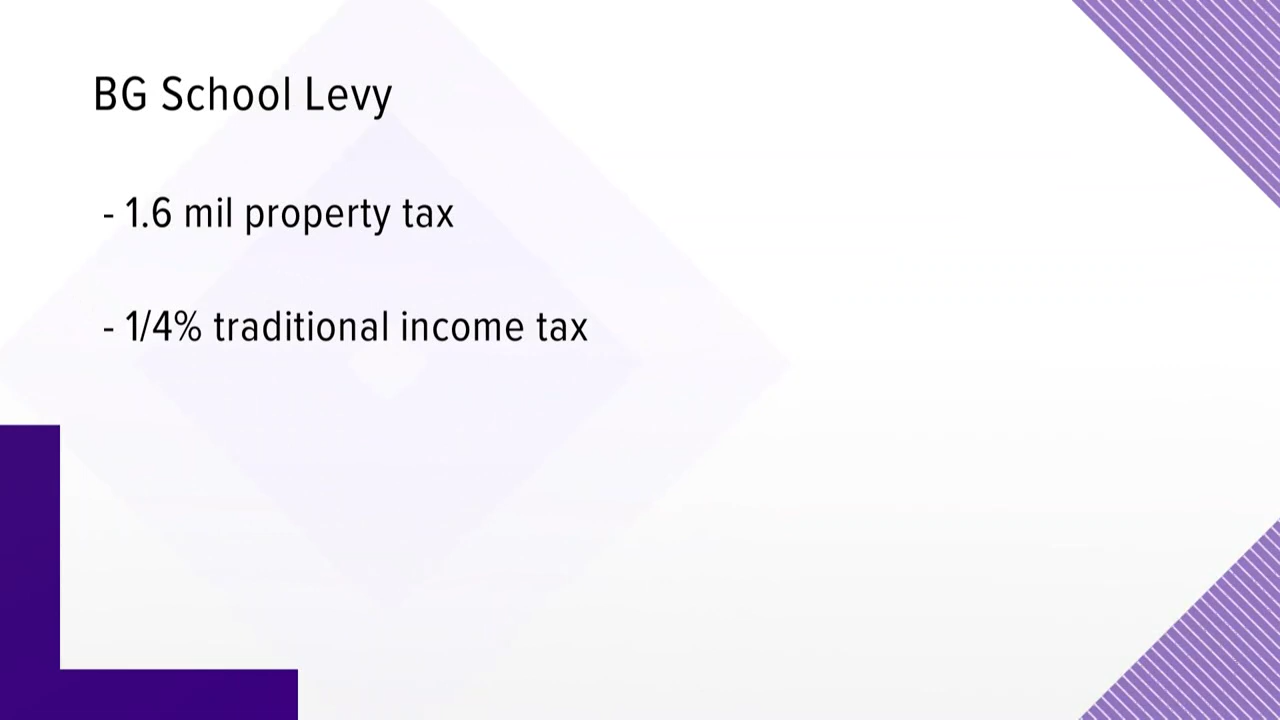 BG School Levy
- 1.6 mil property tax
- 1/4% traditional income tax